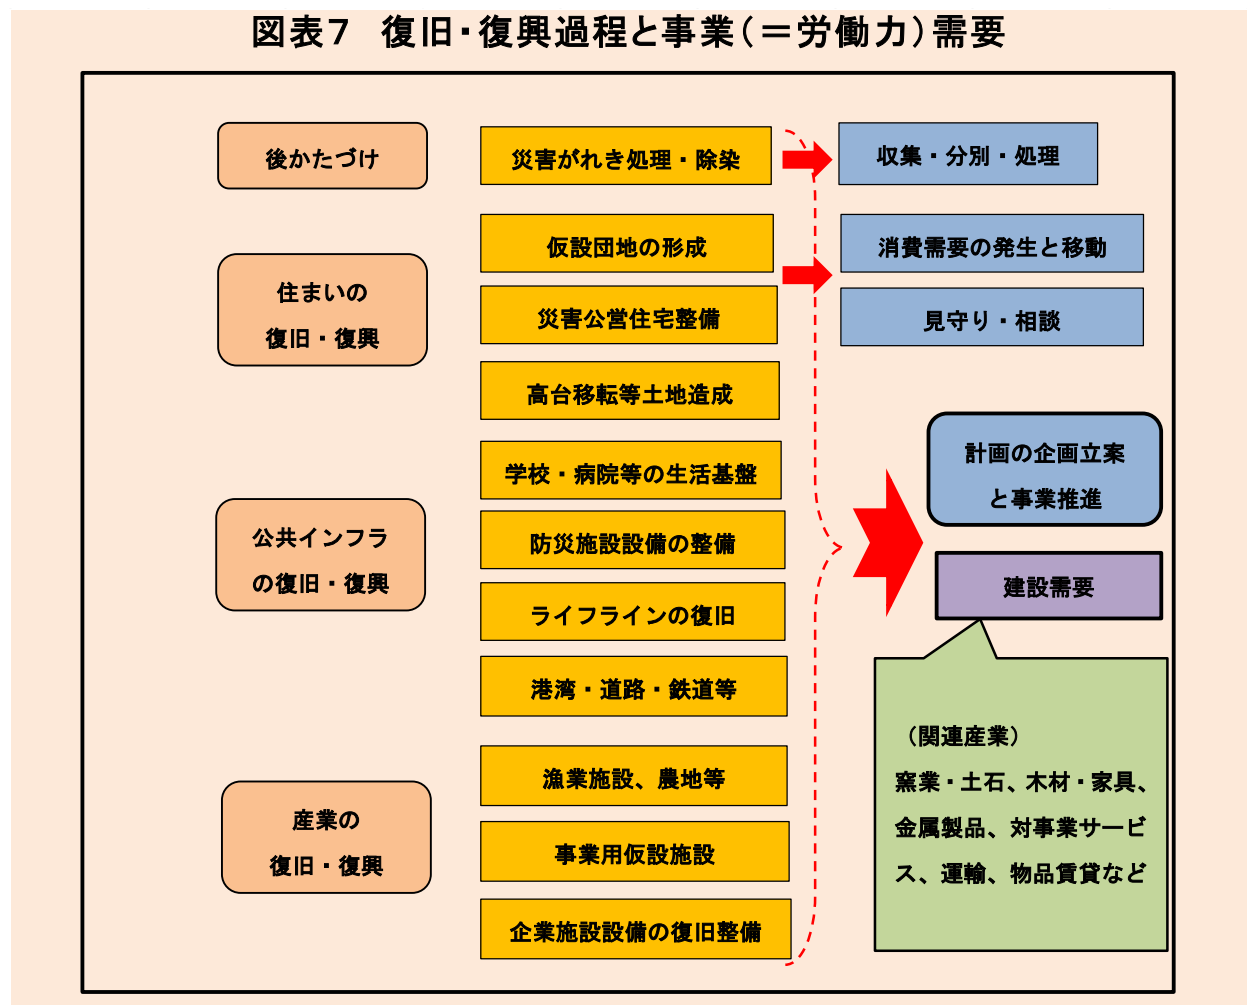 図表7　復旧・復興過程と事業(＝労働力)需要
後かたづけ
災害がれき処理・除染
収集・分別・処理
住まいの
復旧・復興
仮設団地の形成
災害公営住宅整備
高台移転等土地造成
消費需要の発生と移動
見守り・相談
公共インフラ
の復旧・復興
学校・病院等の生活基盤
防災施設設備の整備
ライフラインの復旧
港湾・道路・鉄道等
計画の企画立案
と事業推進
建設需要
産業の
復旧・復興
漁業施設、農地等
事業用仮設施設
企業施設設備の復旧整備
（関連産業）
窯業・土石、木材・家具、
金属製品、対事業サービ
ス、運輸、物品賃貸など